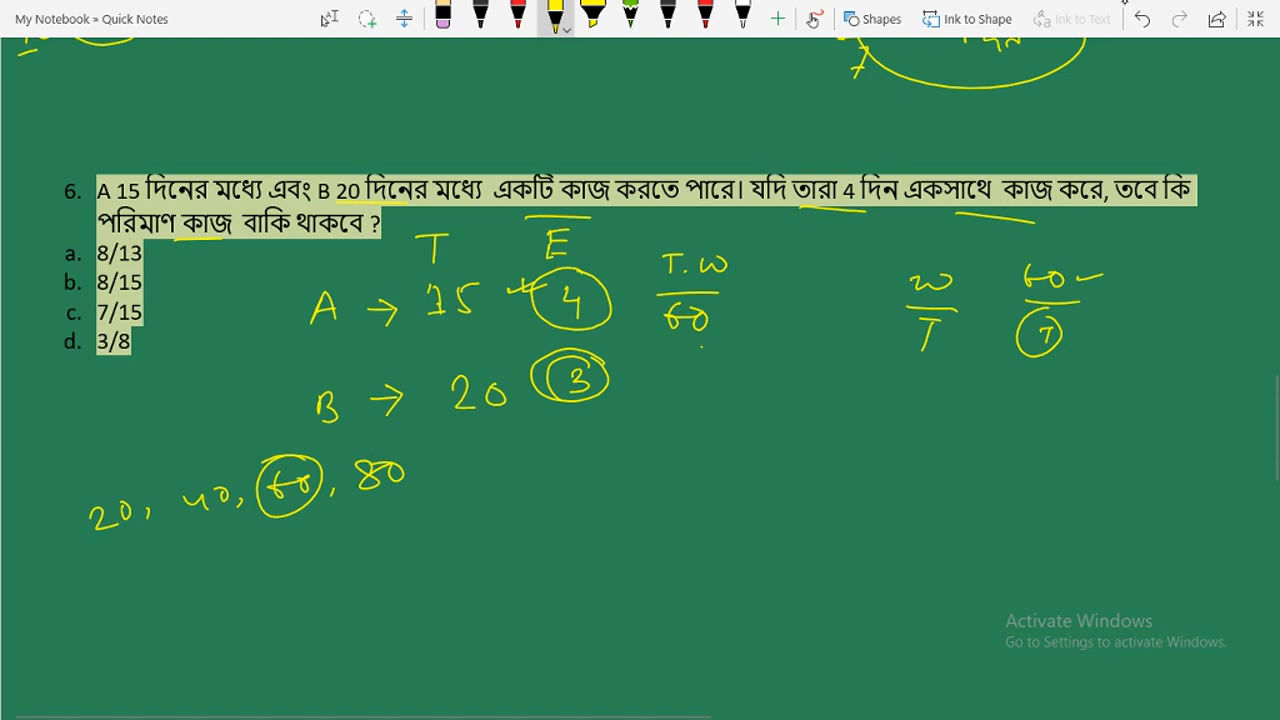 My Notebook » Quick Notes
Shapes Ink to Shape Ink to Text
6. A 15 দিনের মধ্যে এবং B 20 দিনের মধ্যে একটি কাজ করতে পারে। যদি তারা 4 দিন একসাথে কাজ করে, তবে কি
পরিমাণ কাজ বাকি থাকবে ?
a. 8/13
b. 8/15
c. 7/15
d. 3/8
T E
A → 15 4
B → 20 3
T.W
60
W
T
60
7
20, 40, 60, 80
Activate Windows
Go to Settings to activate Windows.